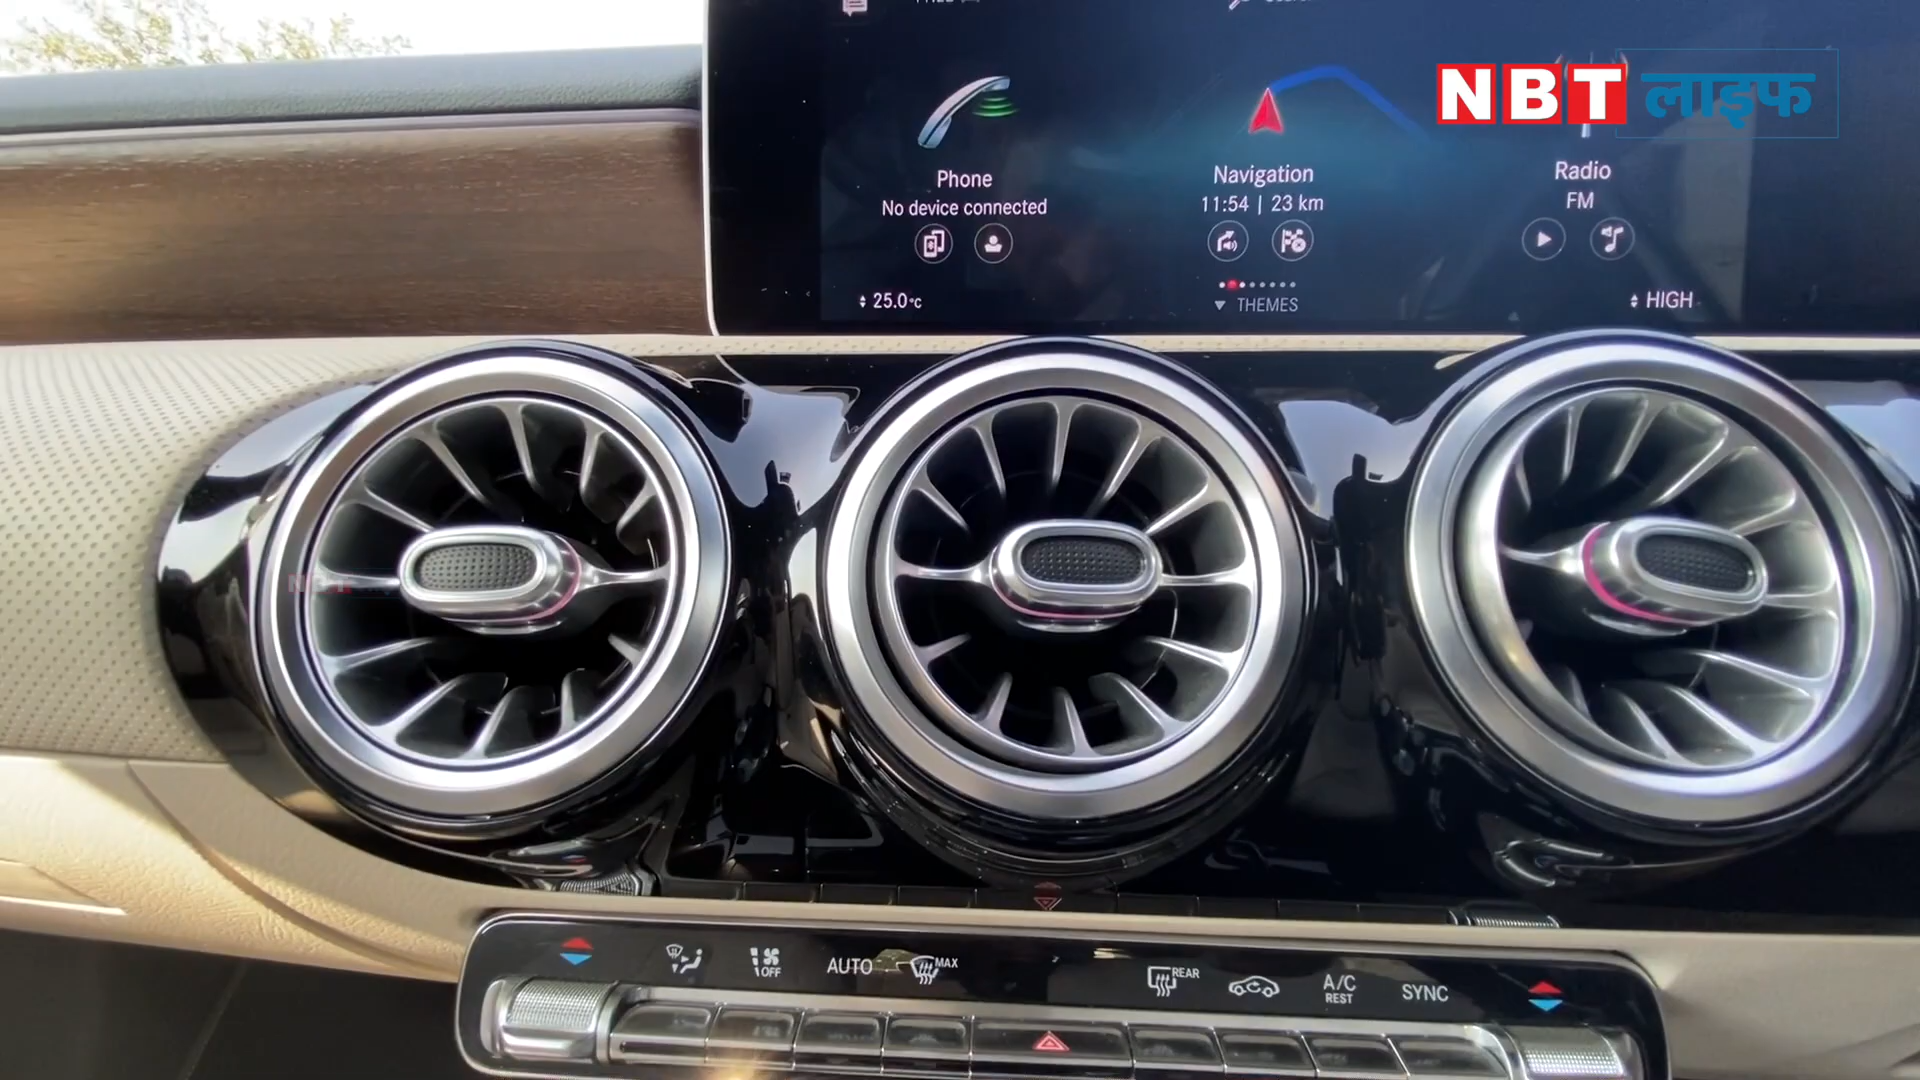 NBT लाइफ
Phone
No device connected
Navigation
11:54 | 23 km
Radio
FM
25.0°C
THEMES
HIGH
OFF
AUTO
MAX
REAR
A/C
REST
SYNC